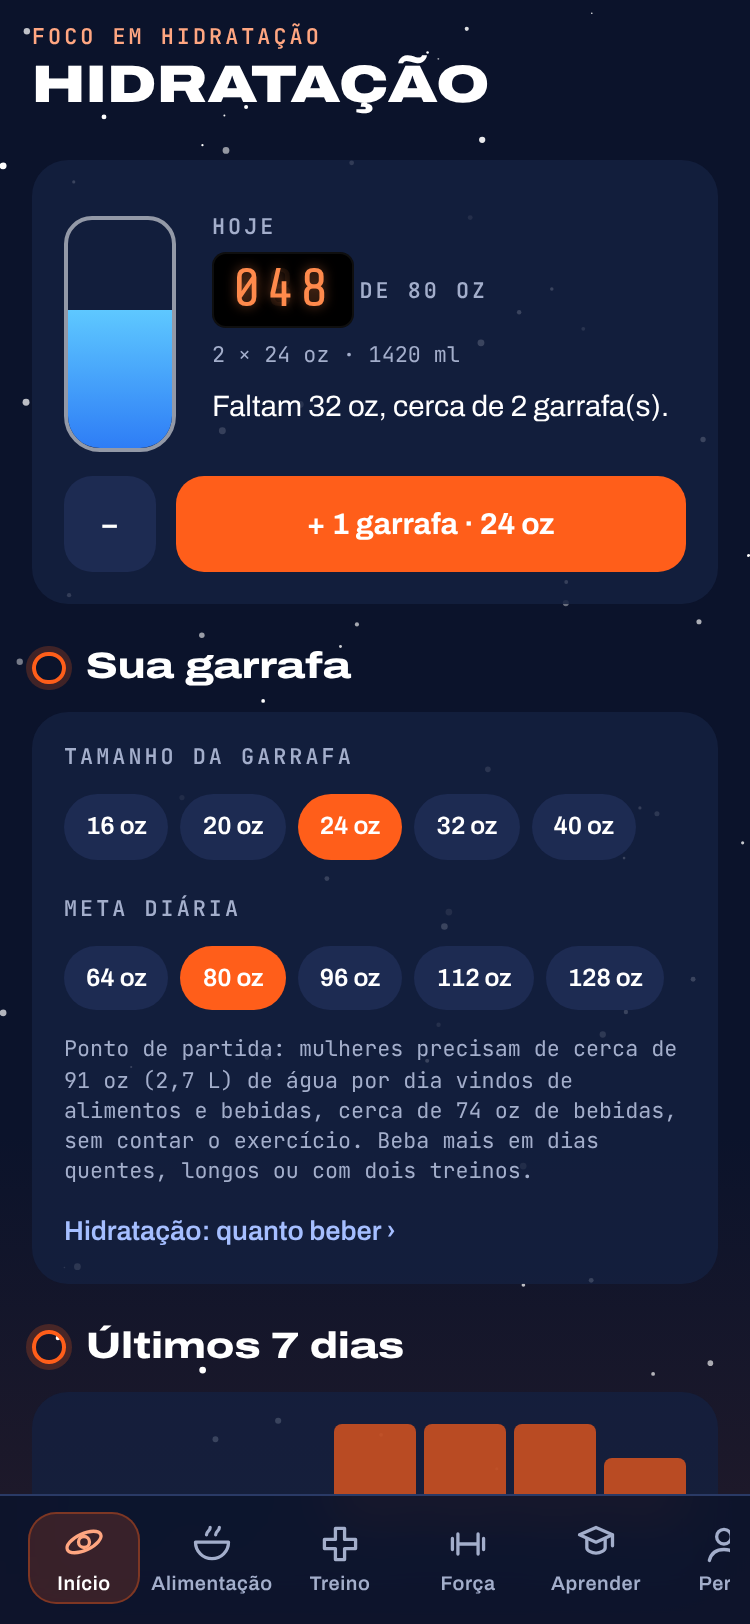 FOCO EM HIDRATAÇÃO
HIDRATAÇÃO
HOJE
048 DE 80 OZ
2 × 24 oz · 1420 ml
Faltam 32 oz, cerca de 2 garrafa(s).
– + 1 garrafa · 24 oz
Sua garrafa
TAMANHO DA GARRAFA
16 oz 20 oz 24 oz 32 oz 40 oz
META DIÁRIA
64 oz 80 oz 96 oz 112 oz 128 oz
Ponto de partida: mulheres precisam de cerca de
91 oz (2,7 L) de água por dia vindos de
alimentos e bebidas, cerca de 74 oz de bebidas,
sem contar o exercício. Beba mais em dias
quentes, longos ou com dois treinos.
Hidratação: quanto beber ›
Últimos 7 dias
Início Alimentação Treino Força Aprender Per